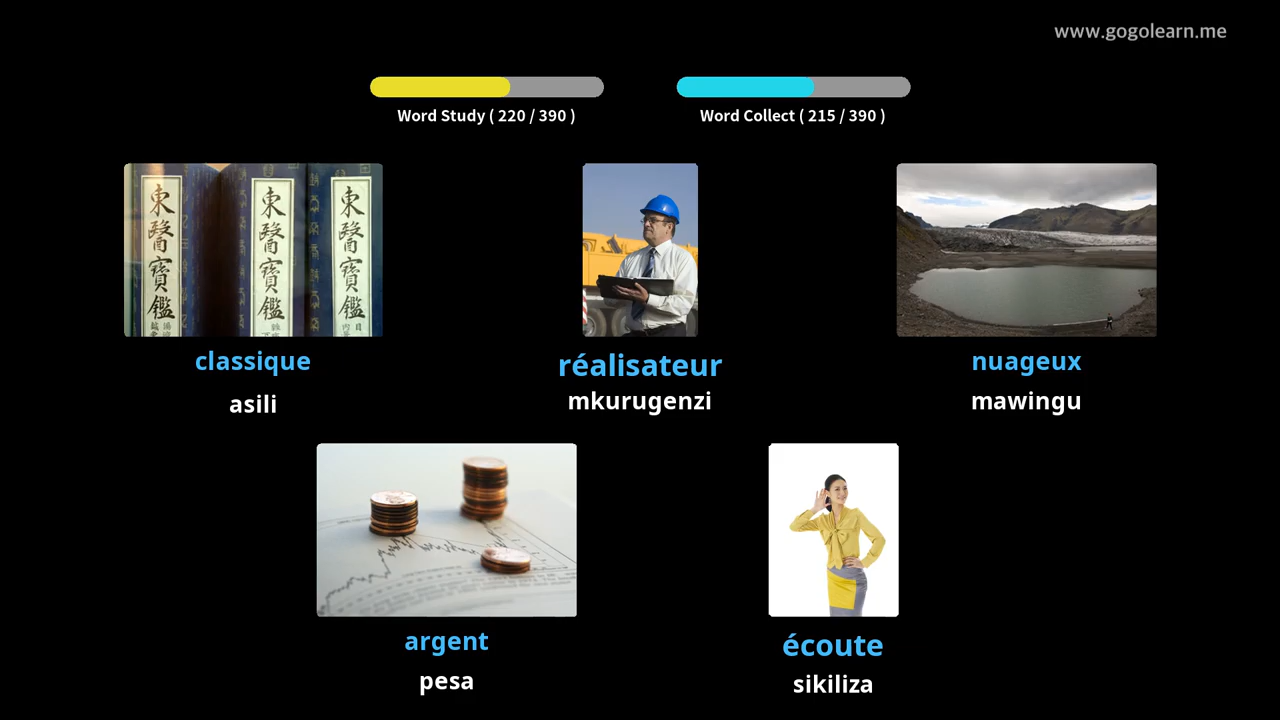 www.gogolearn.me
Word Study ( 220 / 390 )
Word Collect ( 215 / 390 )
東醫寶鑑
東醫寶鑑
東醫寶鑑
classique
réalisateur
nuageux
asili
mkurugenzi
mawingu
argent
écoute
pesa
sikiliza